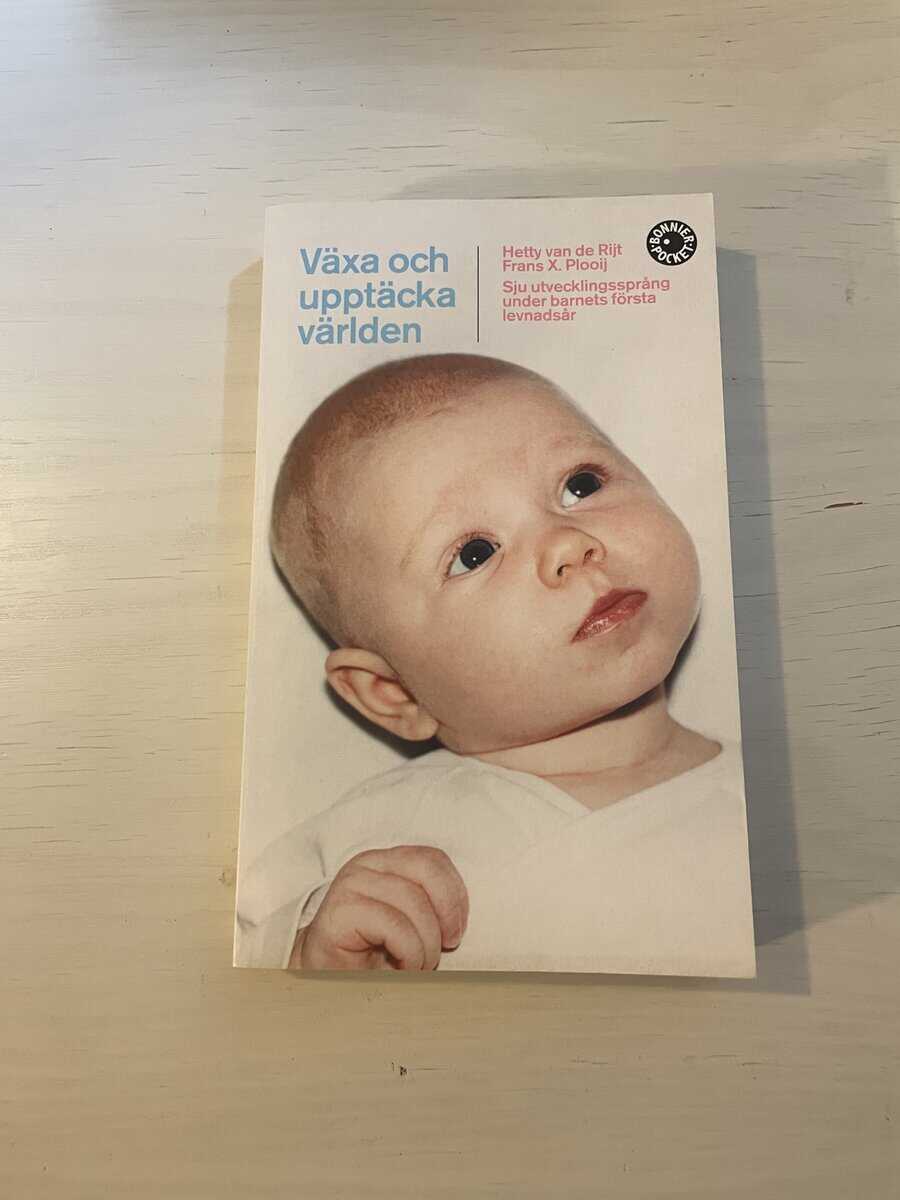 Växa och
upptäcka
världen
Hetty van de Rijt
Frans X. Plooij
Sju utvecklingssprång
under barnets första
levnadsår
BONNIER
POCKET